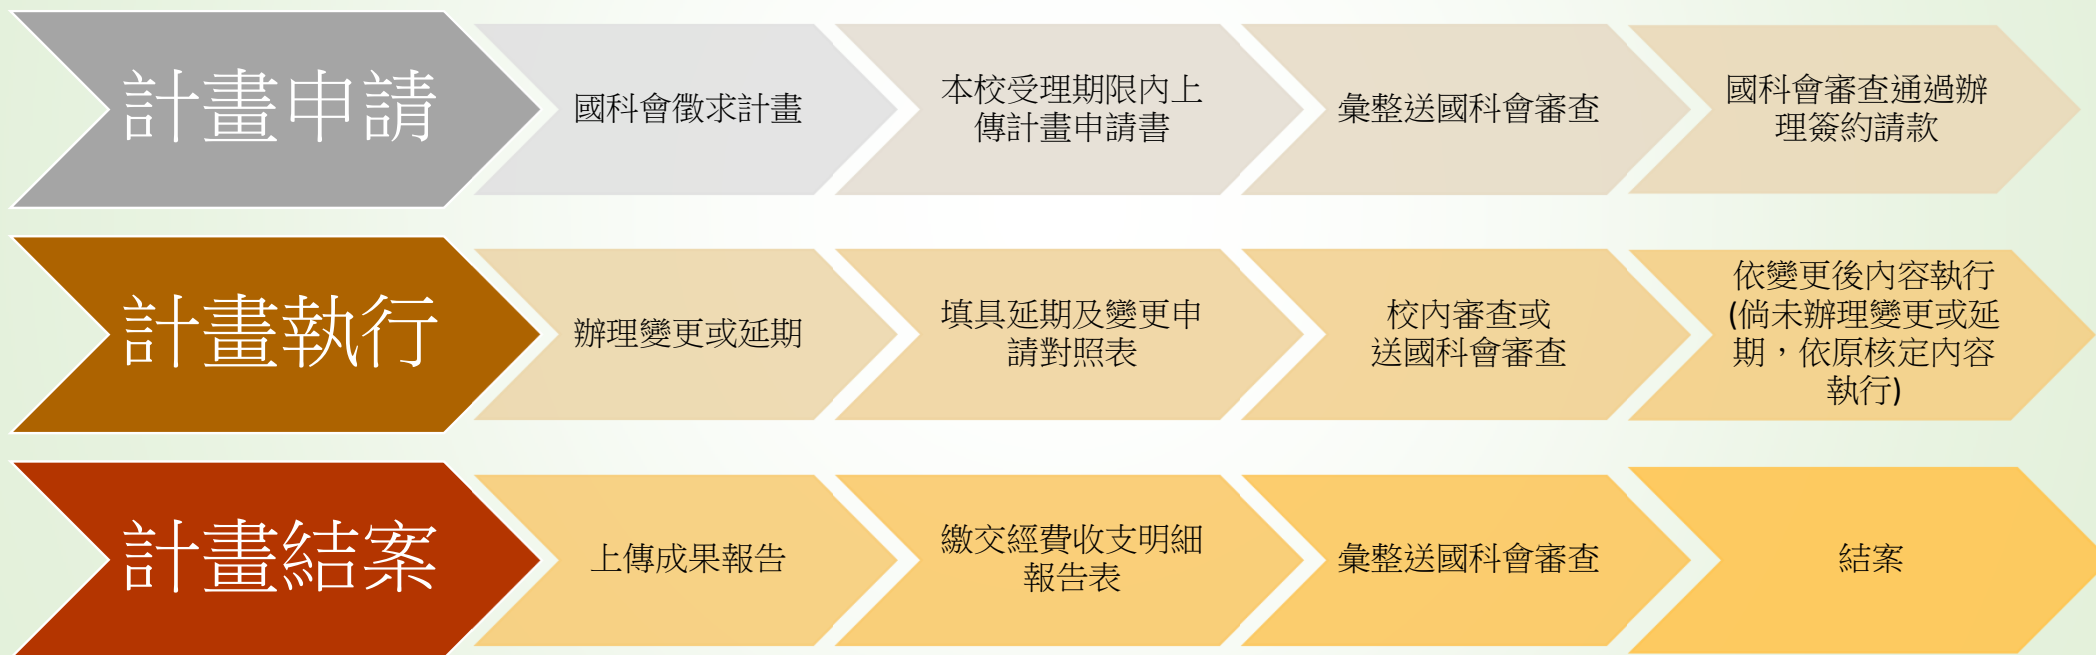 計畫申請
國科會徵求計畫
本校受理期限內上
傳計畫申請書
彙整送國科會審查
國科會審查通過辦
理簽約請款
計畫執行
辦理變更或延期
填具延期及變更申
請對照表
校內審查或
送國科會審查
依變更後內容執行
(倘未辦理變更或延
期，依原核定內容
執行)
計畫結案
上傳成果報告
繳交經費收支明細
報告表
彙整送國科會審查
結案